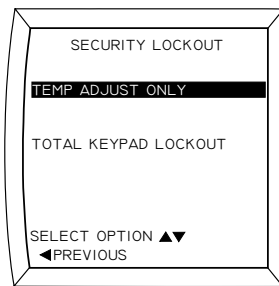 SECURITY LOCKOUT
TEMP ADJUST ONLY
TOTAL KEYPAD LOCKOUT
SELECT OPTION ▲▼
◀PREVIOUS